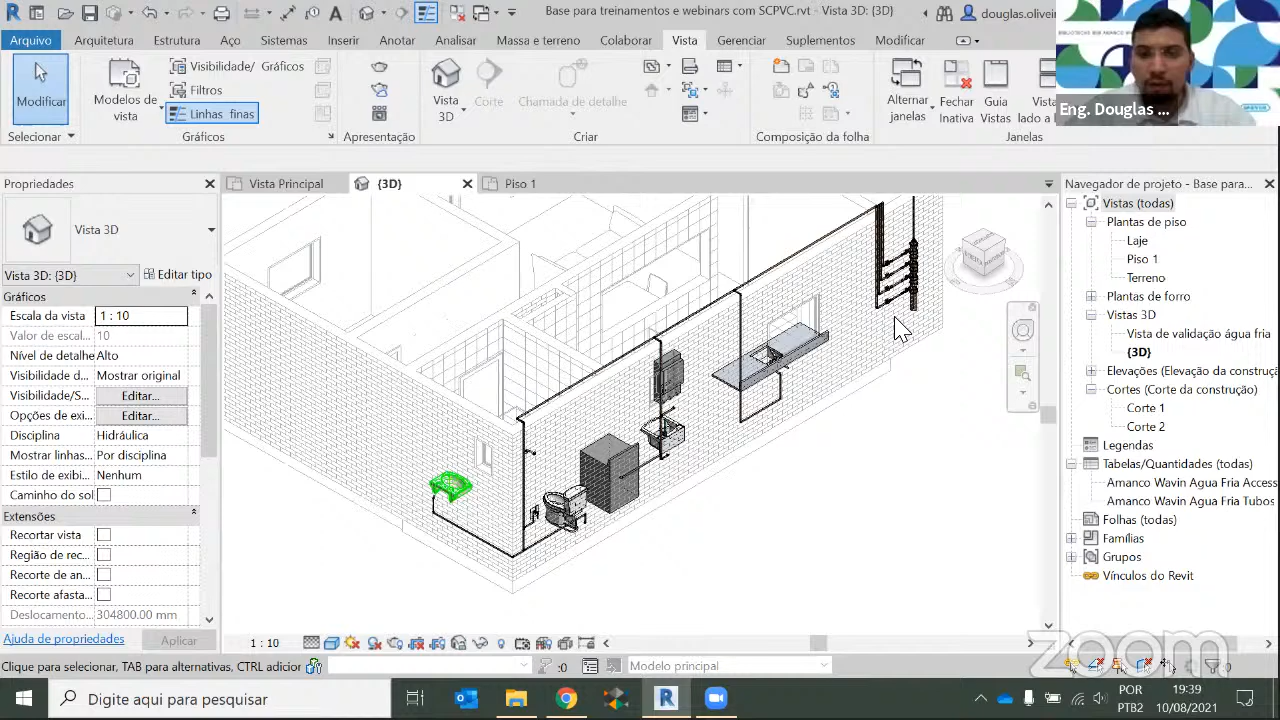 Base para treinamentos e webinars com SCPVC.rvt - Vista 3D: {3D}
douglas.oliveir
Arquivo
Arquitetura
Sistemas
Analisar
Massa e te
Vista
Gerenciar
Modificar
Modificar
Selecionar
Modelos de vista
Visibilidade/ Gráficos
Filtros
Linhas finas
Gráficos
Apresentação
Vista 3D
Corte
Chamada de detalhe
Criar
Composição da folha
Alternar janelas
Fechar Inativa
Guia Vistas
Janelas
Eng. Douglas ...
Propriedades
Vista Principal
{3D}
Piso 1
Navegador de projeto - Base para...
Vista 3D
Vista 3D: {3D}
Editar tipo
Gráficos
Escala da vista
1 : 10
Valor de escal...
10
Nível de detalhe
Alto
Visibilidade d...
Mostrar original
Visibilidade/S...
Editar...
Opções de exi...
Editar...
Disciplina
Hidráulica
Mostrar linhas
Por disciplina
Estilo de exibi...
Nenhum
Caminho do sol
Extensões
Recortar vista
Região de rec...
Recorte de an...
Recorte afasta...
Deslocamento...
304800.00 mm
Ajuda de propriedades
Aplicar
Vistas (todas)
Plantas de piso
Laje
Piso 1
Terreno
Plantas de forro
Vistas 3D
Vista de validação água fria
{3D}
Elevações (Elevação da construçã
Cortes (Corte da construção)
Corte 1
Corte 2
Legendas
Tabelas/Quantidades (todas)
Amanco Wavin Agua Fria Access
Amanco Wavin Agua Fria Tubos
Folhas (todas)
Famílias
Grupos
Vínculos do Revit
1 : 10
Clique para selecionar, TAB para alternativas, CTRL adicior
:0
Modelo principal
:0
zoom
Digite aqui para pesquisar
POR
PTB2
19:39
10/08/2021